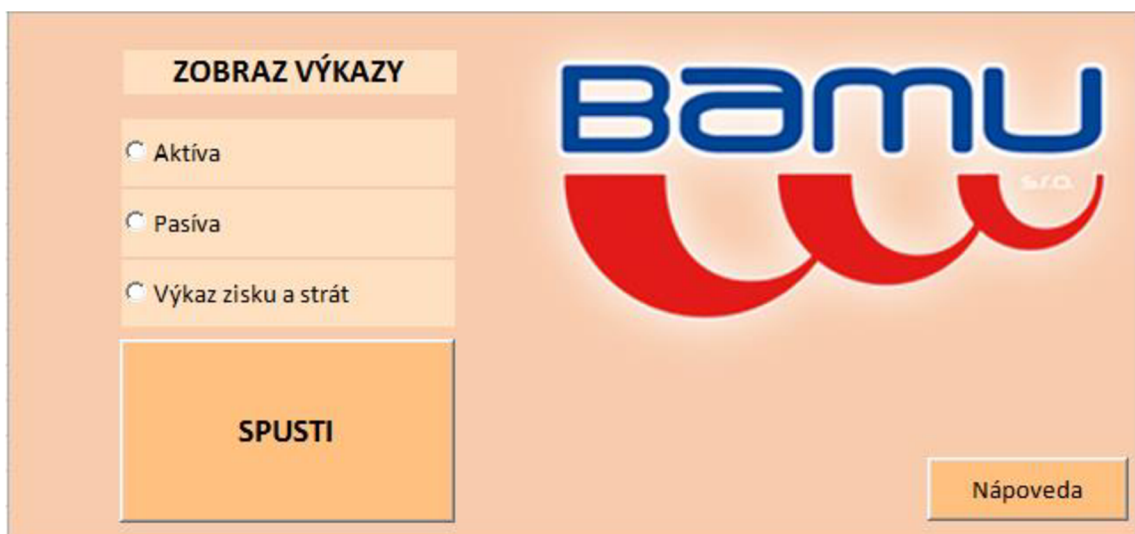 ZOBRAZ VÝKAZY
Aktíva
Pasíva
Výkaz zisku a strát
SPUSTI
Bamu
s.r.o.
Nápoveda